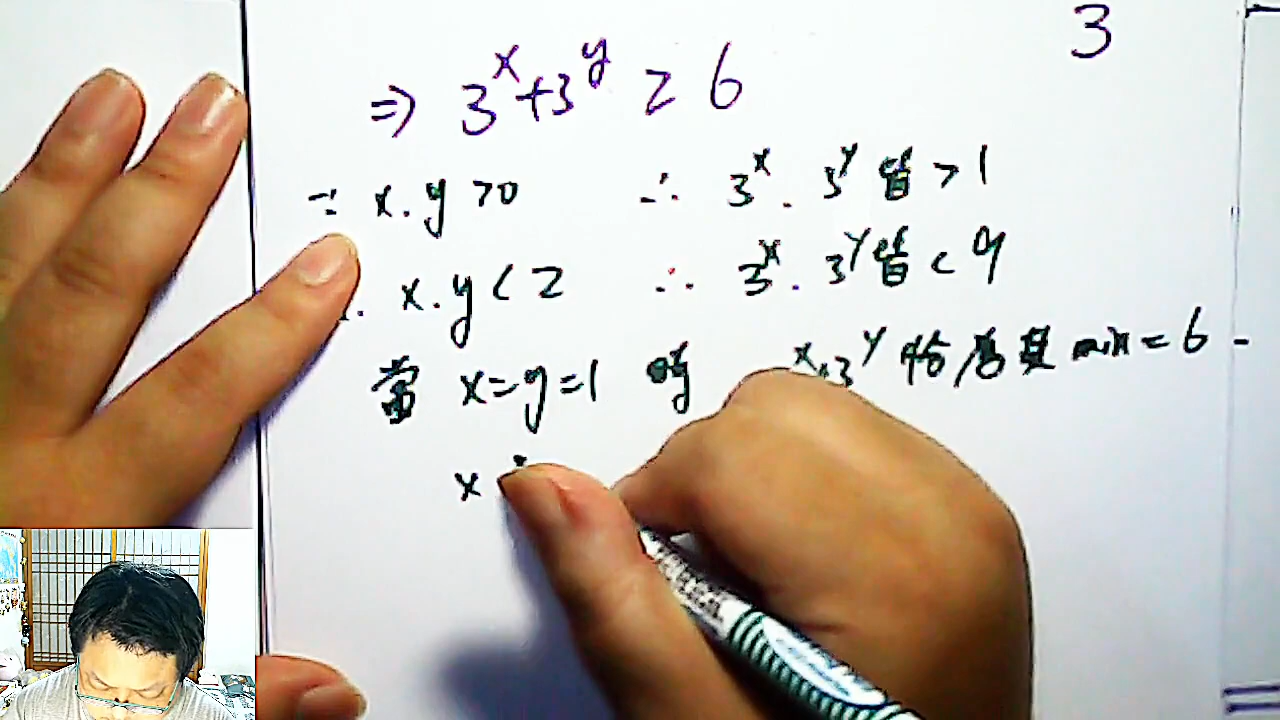 3
⇒ 3^x+3^y ≥ 6
∵ x.y >0 ∴ 3^x . 3^y 皆 >1
x.y < 2 ∴ 3^x . 3^y 皆 < 9
當 x=y=1 時 x+3^y 恰為其 min = 6
x